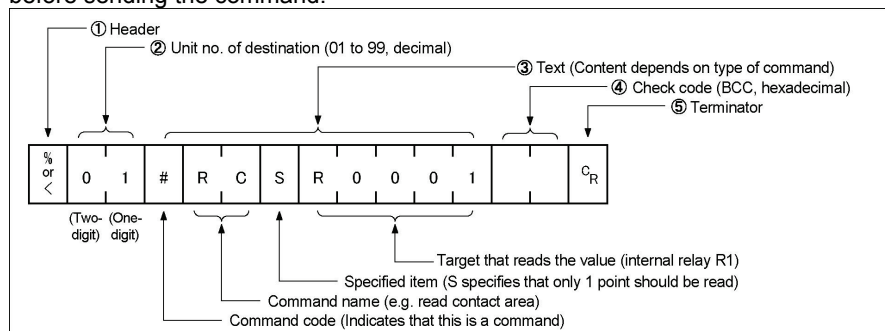 before sending the command.
① Header
② Unit no. of destination (01 to 99, decimal)
③ Text (Content depends on type of command)
④ Check code (BCC, hexadecimal)
⑤ Terminator
%
or
<
0 1 # R C S R 0 0 0 1 CR
(Two- (One-
digit) digit)
Target that reads the value (internal relay R1)
Specified item (S specifies that only 1 point should be read)
Command name (e.g. read contact area)
Command code (Indicates that this is a command)